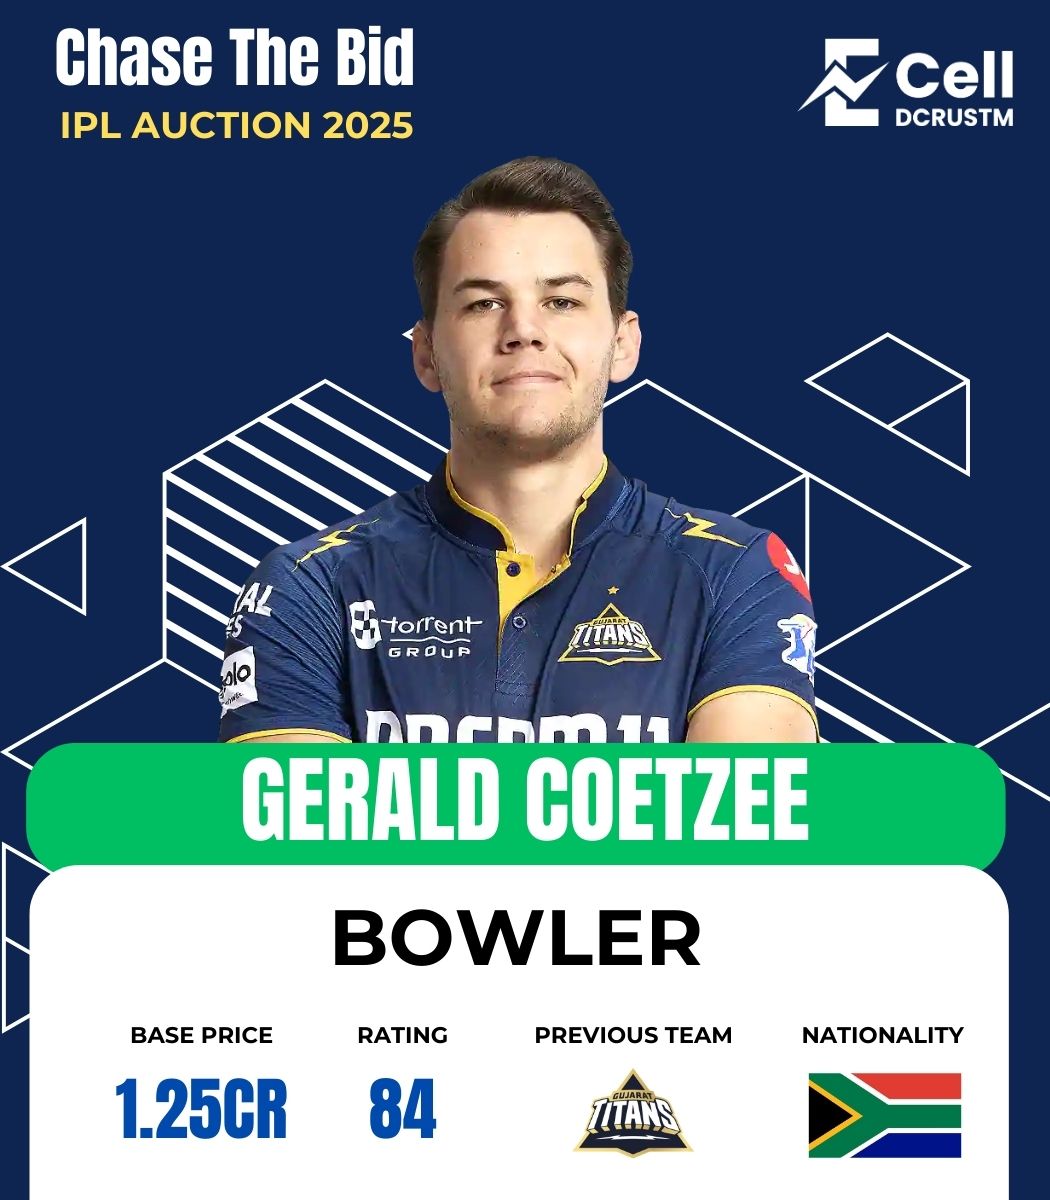 Chase The Bid
IPL AUCTION 2025
E Cell
DCRUSTM
torrent
GROUP
GUJARAT
TITANS
GERALD COETZEE
BOWLER
BASE PRICE
RATING
PREVIOUS TEAM
NATIONALITY
1.25CR
84
GUJARAT
TITANS